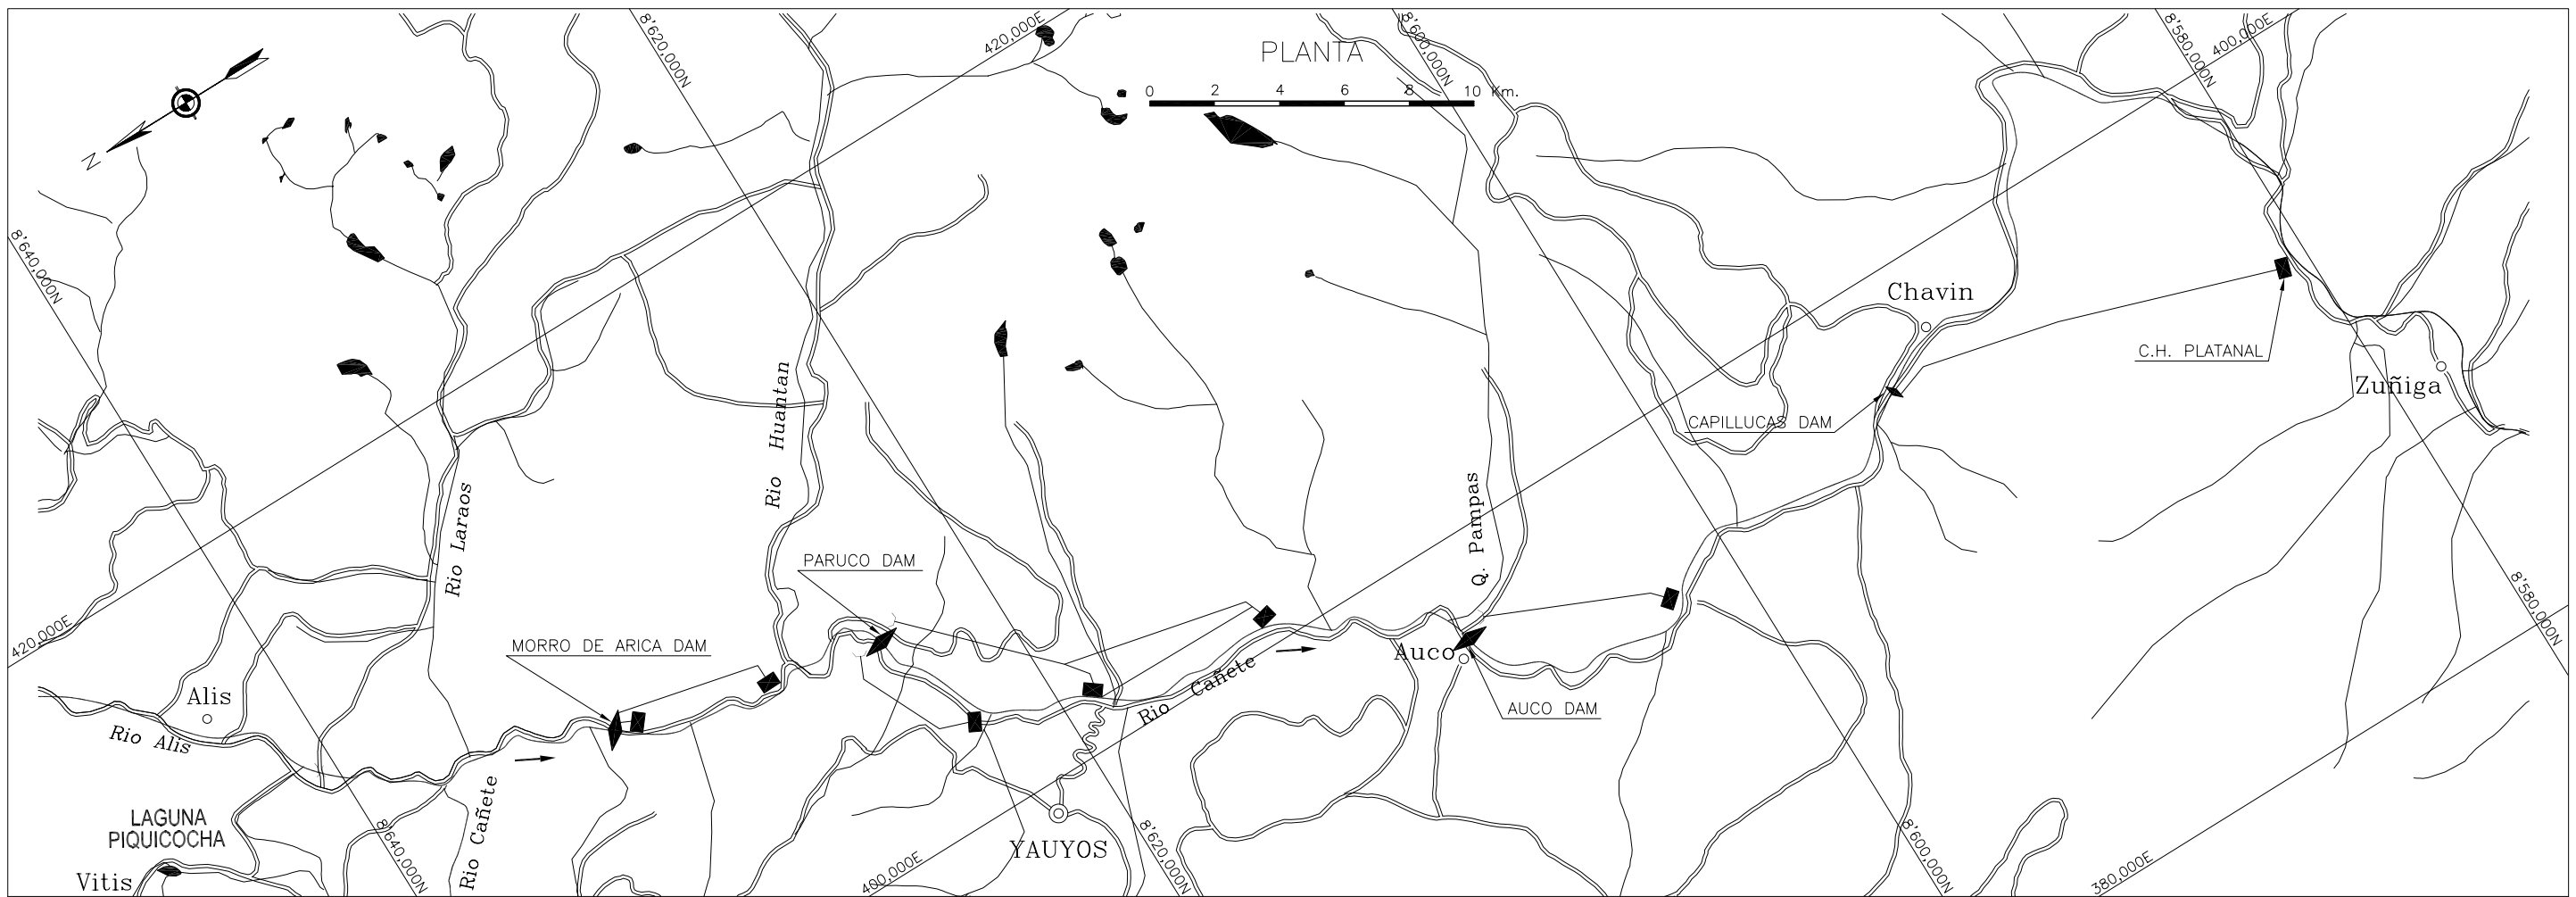 8'620,000N
420,000E
PLANTA
8'600,000N
8'580,000N
400,000E
0 2 4 6 8 10 Km.
N
8'640,000N
Chavin
C.H. PLATANAL
Zuñiga
CAPILLUCAS DAM
Rio Huantan
Rio Laraos
Q. Pampas
PARUCO DAM
8'580,000N
420,000E
MORRO DE ARICA DAM
Auco
Rio Cañete
Alis
AUCO DAM
Rio Alis
LAGUNA
PIQUICOCHA
8'640,000N
Rio Cañete
YAUYOS
8'620,000N
8'600,000N
Vitis
400,000E
380,000E